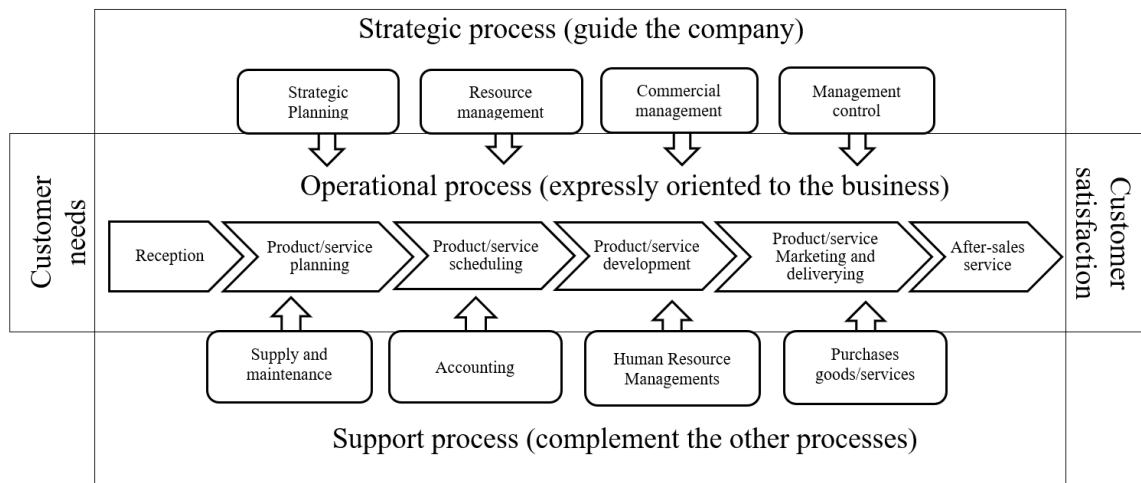 Strategic process (guide the company)
Strategic
Planning
Resource
management
Commercial
management
Management
control
Customer
needs
Operational process (expressly oriented to the business)
Reception
Product/service
planning
Product/service
scheduling
Product/service
development
Product/service
Marketing and
deliverying
After-sales
service
Customer
satisfaction
Supply and
maintenance
Accounting
Human Resource
Managements
Purchases
goods/services
Support process (complement the other processes)